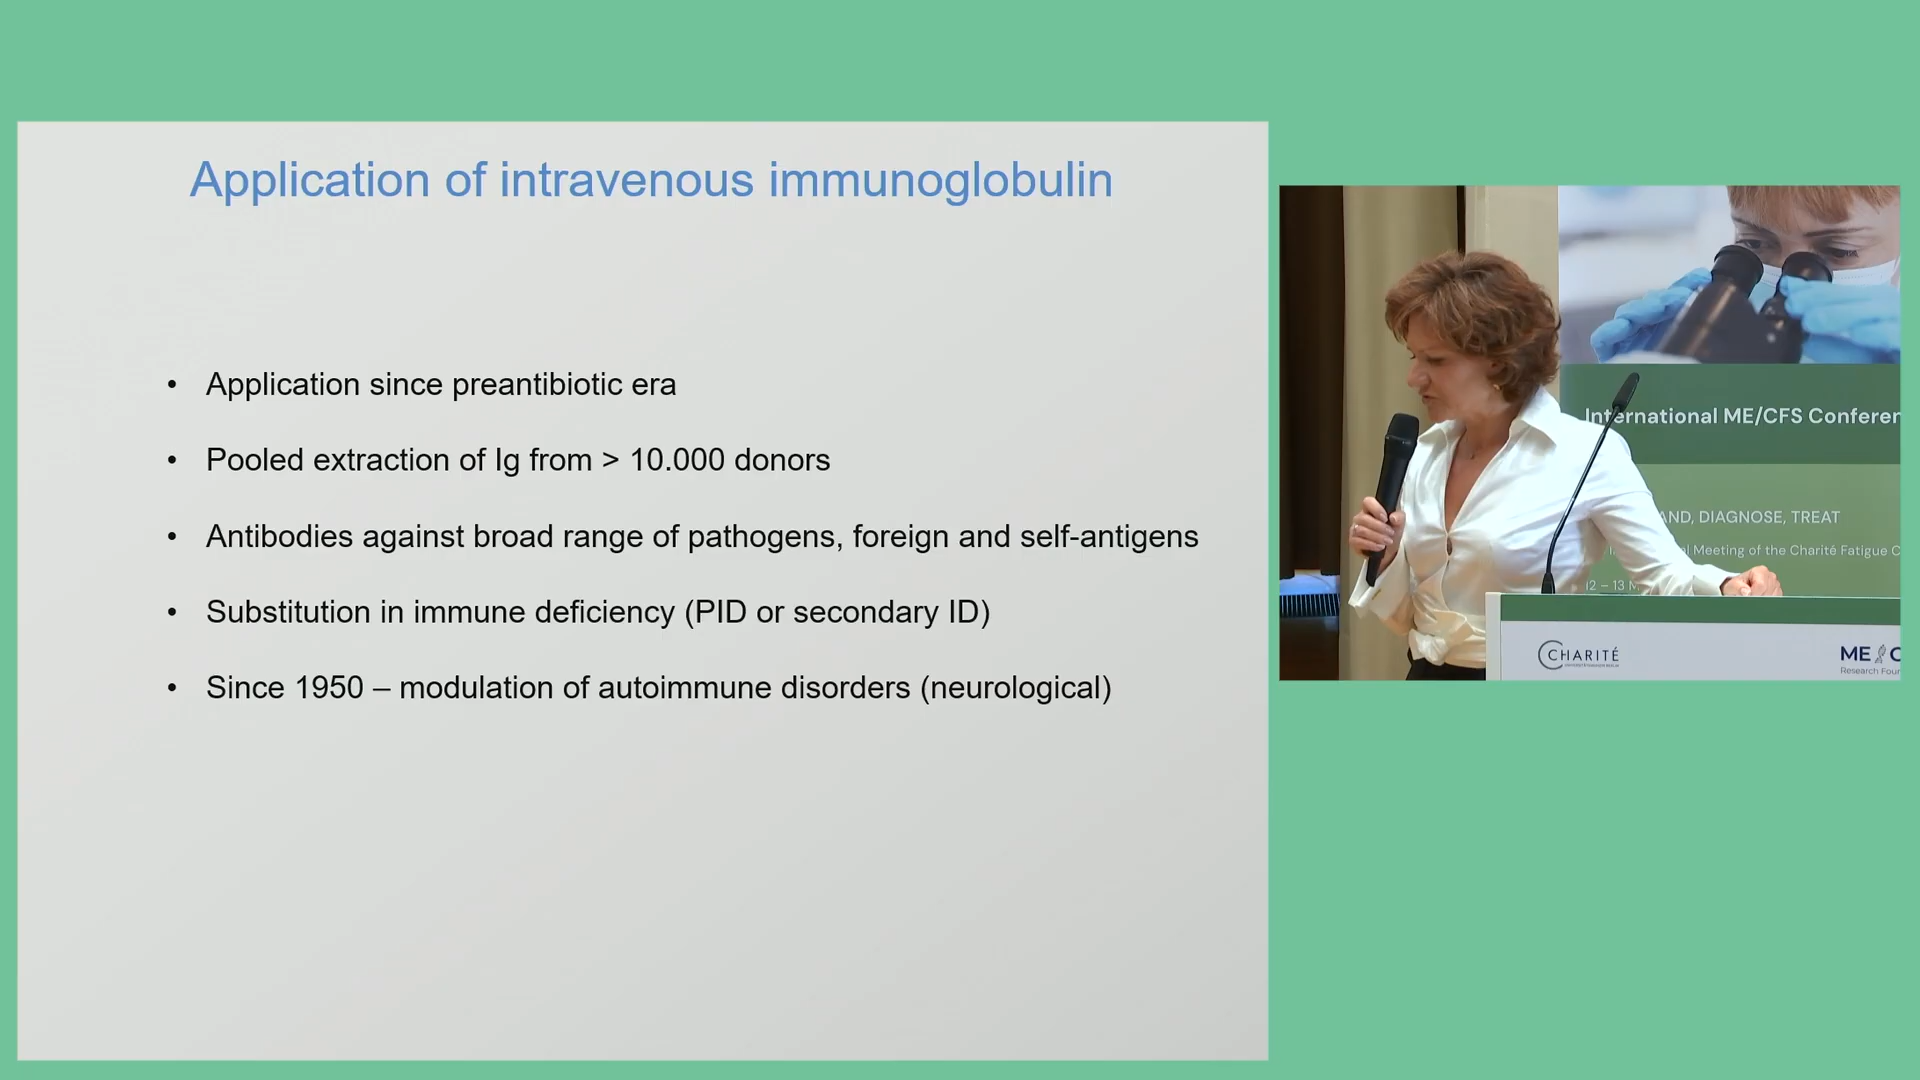 Application of intravenous immunoglobulin
• Application since preantibiotic era
• Pooled extraction of Ig from > 10.000 donors
• Antibodies against broad range of pathogens, foreign and self-antigens
• Substitution in immune deficiency (PID or secondary ID)
• Since 1950 – modulation of autoimmune disorders (neurological)
International ME/CFS Conferen
AND, DIAGNOSE, TREAT
Meeting of the Charité Fatigue C
12 – 13 M
CHARITÉ
ME C
Research Foun